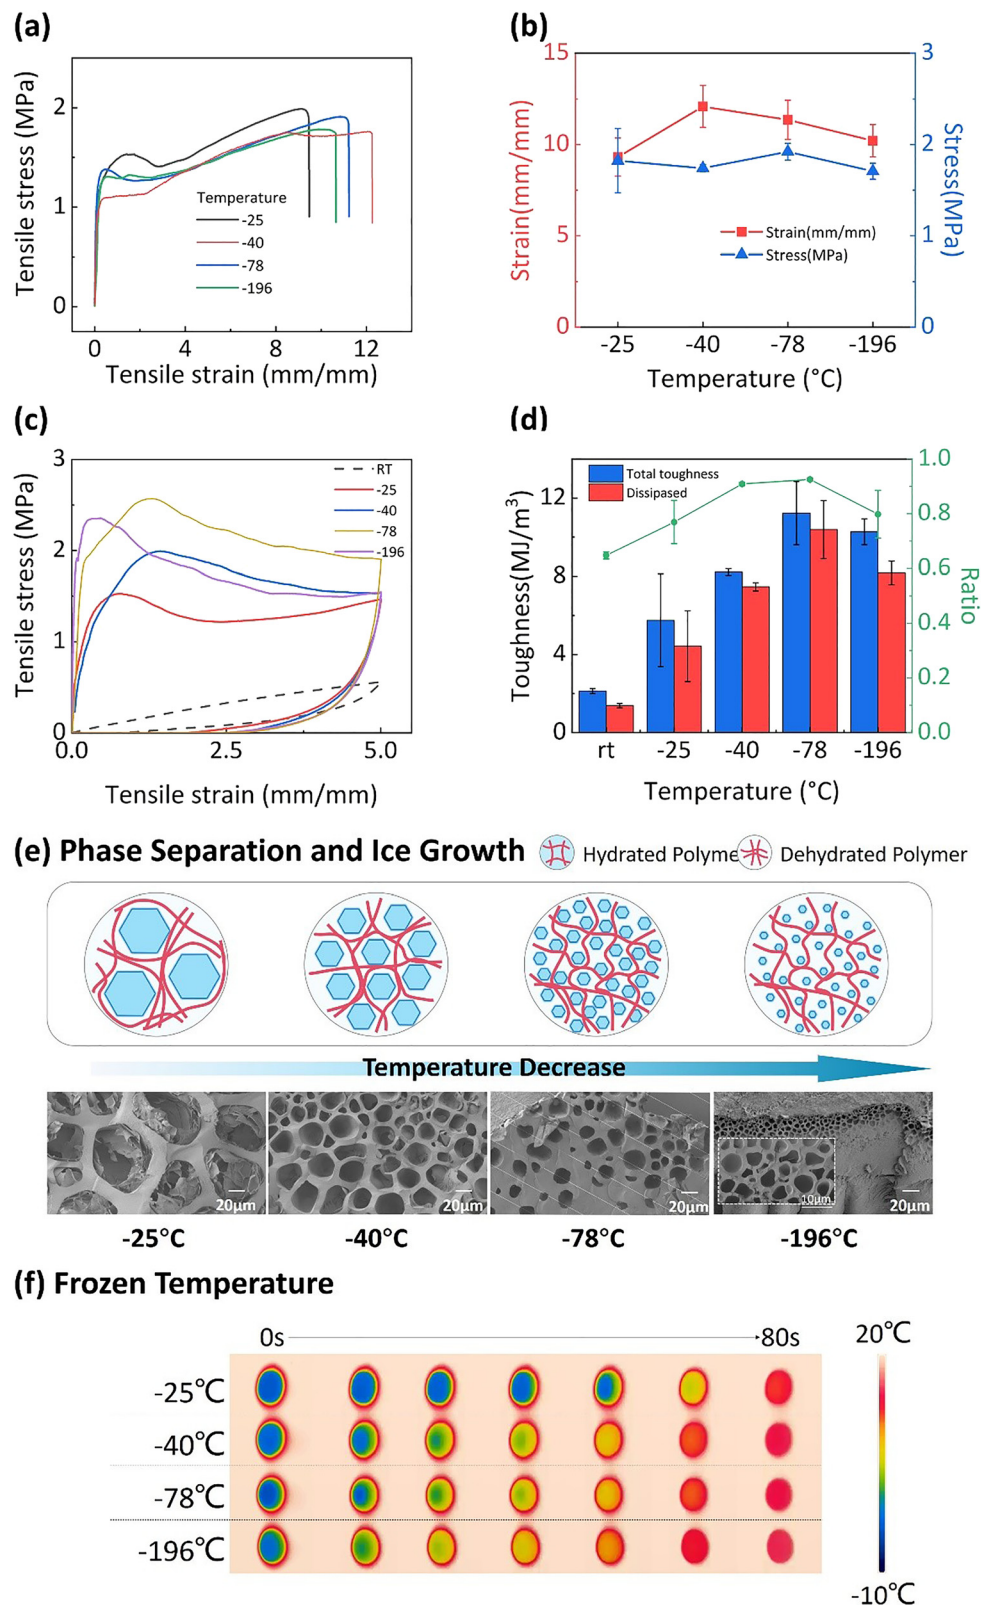 (a)
Tensile stress (MPa)
2
1
0
Temperature
-25
-40
-78
-196
0 4 8 12
Tensile strain (mm/mm)
(b)
Strain(mm/mm)
15
10
5
0
Strain(mm/mm)
Stress(MPa)
3
2
1
0
Stress(MPa)
-25 -40 -78 -196
Temperature (°C)
(c)
Tensile stress (MPa)
3
2
1
0
RT
-25
-40
-78
-196
0.0 2.5 5.0
Tensile strain (mm/mm)
(d)
Toughness(MJ/m³)
12
8
4
0
Total toughness
Dissipased
1.0
0.8
0.6
0.4
0.2
0.0
Ratio
rt -25 -40 -78 -196
Temperature (°C)
(e) Phase Separation and Ice Growth
Hydrated Polyme
Dehydrated Polymer
Temperature Decrease
20μm
20μm
20μm
10μm
20μm
-25℃ -40℃ -78℃ -196℃
(f) Frozen Temperature
0s 80s
20℃
-25℃
-40℃
-78℃
-196℃
-10℃